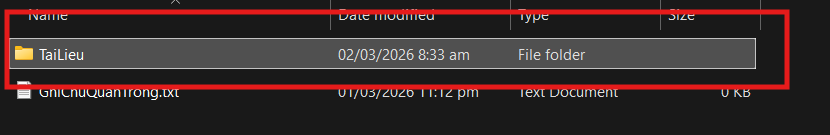 Name Date modified Type Size
TaiLieu 02/03/2026 8:33 am File folder
GhiChuQuanTrong.txt 01/03/2026 11:12 pm Text Document 0 KB